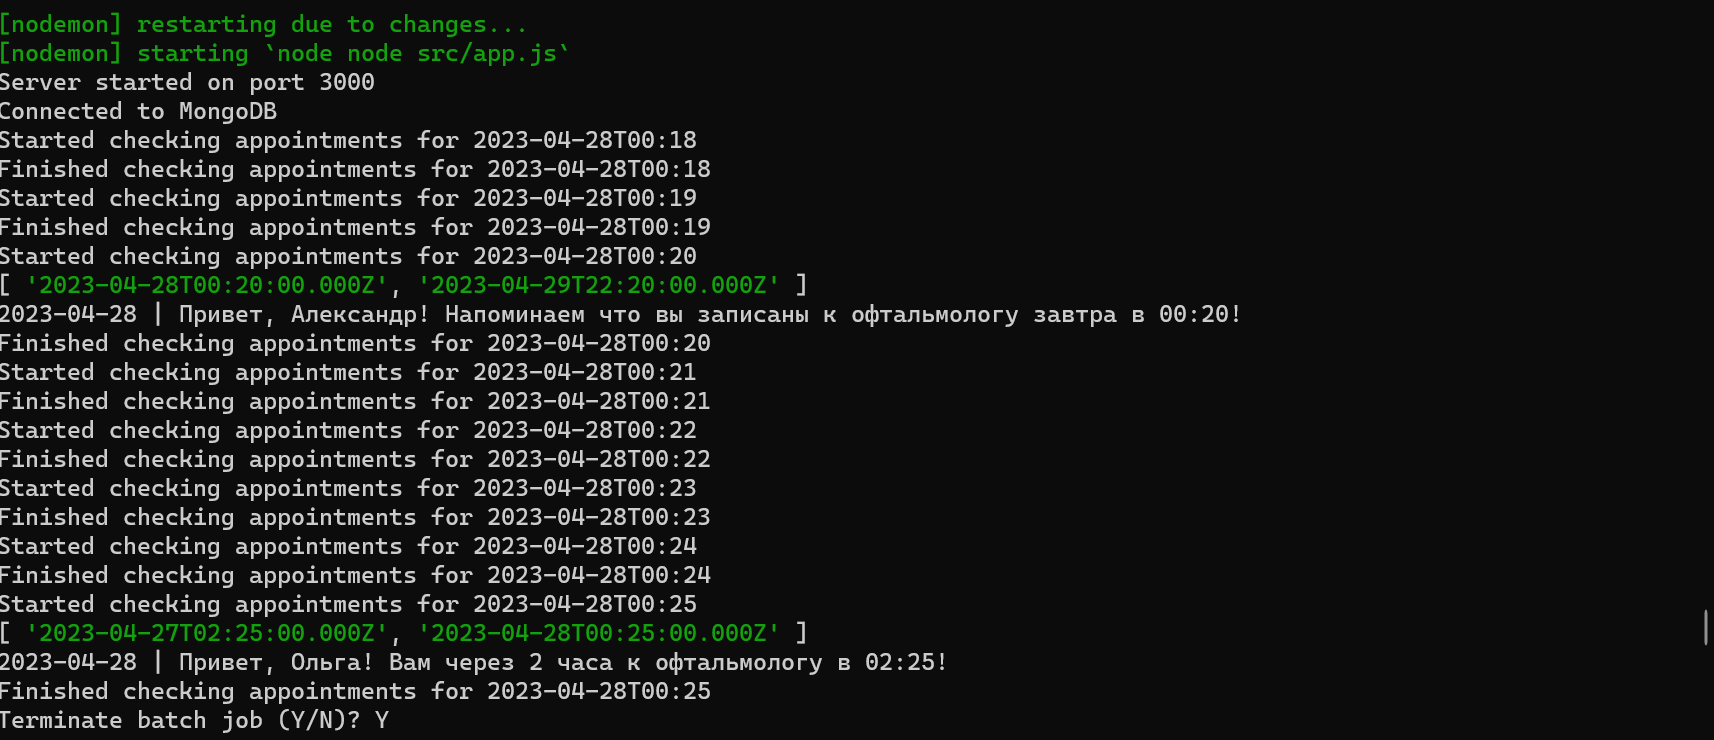 [nodemon] restarting due to changes...
[nodemon] starting `node node src/app.js`
Server started on port 3000
Connected to MongoDB
Started checking appointments for 2023-04-28T00:18
Finished checking appointments for 2023-04-28T00:18
Started checking appointments for 2023-04-28T00:19
Finished checking appointments for 2023-04-28T00:19
Started checking appointments for 2023-04-28T00:20
[ '2023-04-28T00:20:00.000Z', '2023-04-29T22:20:00.000Z' ]
2023-04-28 | Привет, Александр! Напоминаем что вы записаны к офтальмологу завтра в 00:20!
Finished checking appointments for 2023-04-28T00:20
Started checking appointments for 2023-04-28T00:21
Finished checking appointments for 2023-04-28T00:21
Started checking appointments for 2023-04-28T00:22
Finished checking appointments for 2023-04-28T00:22
Started checking appointments for 2023-04-28T00:23
Finished checking appointments for 2023-04-28T00:23
Started checking appointments for 2023-04-28T00:24
Finished checking appointments for 2023-04-28T00:24
Started checking appointments for 2023-04-28T00:25
[ '2023-04-27T02:25:00.000Z', '2023-04-28T00:25:00.000Z' ]
2023-04-28 | Привет, Ольга! Вам через 2 часа к офтальмологу в 02:25!
Finished checking appointments for 2023-04-28T00:25
Terminate batch job (Y/N)? Y